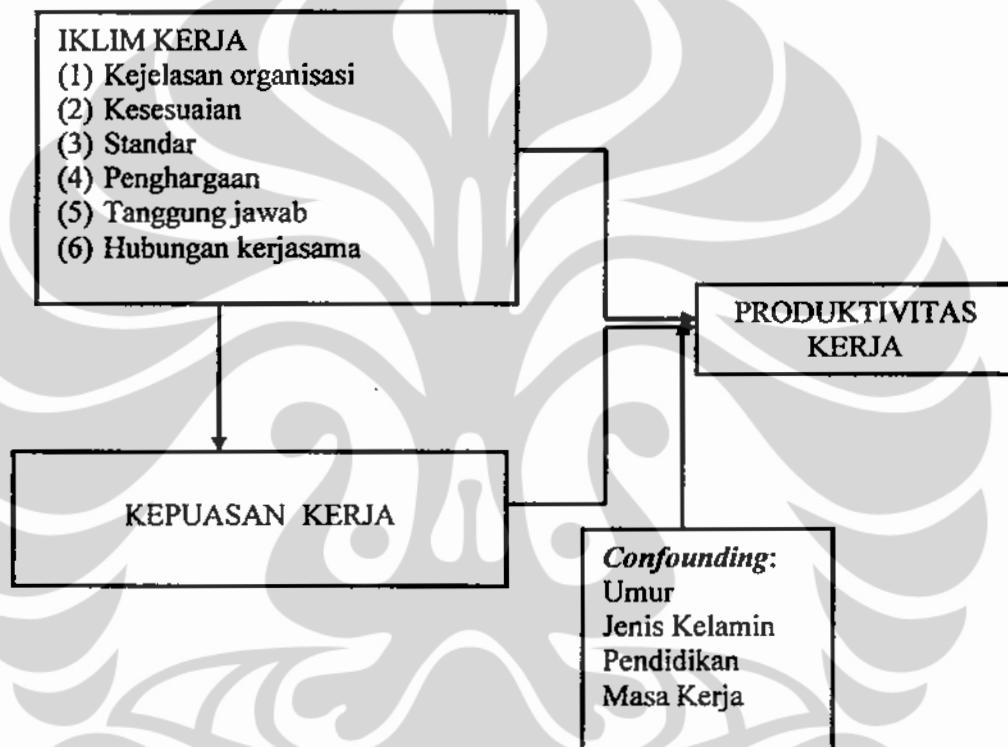 IKLIM KERJA
(1) Kejelasan organisasi
(2) Kesesuaian
(3) Standar
(4) Penghargaan
(5) Tanggung jawab
(6) Hubungan kerjasama
PRODUKTIVITAS
KERJA
KEPUASAN KERJA
Confounding:
Umur
Jenis Kelamin
Pendidikan
Masa Kerja